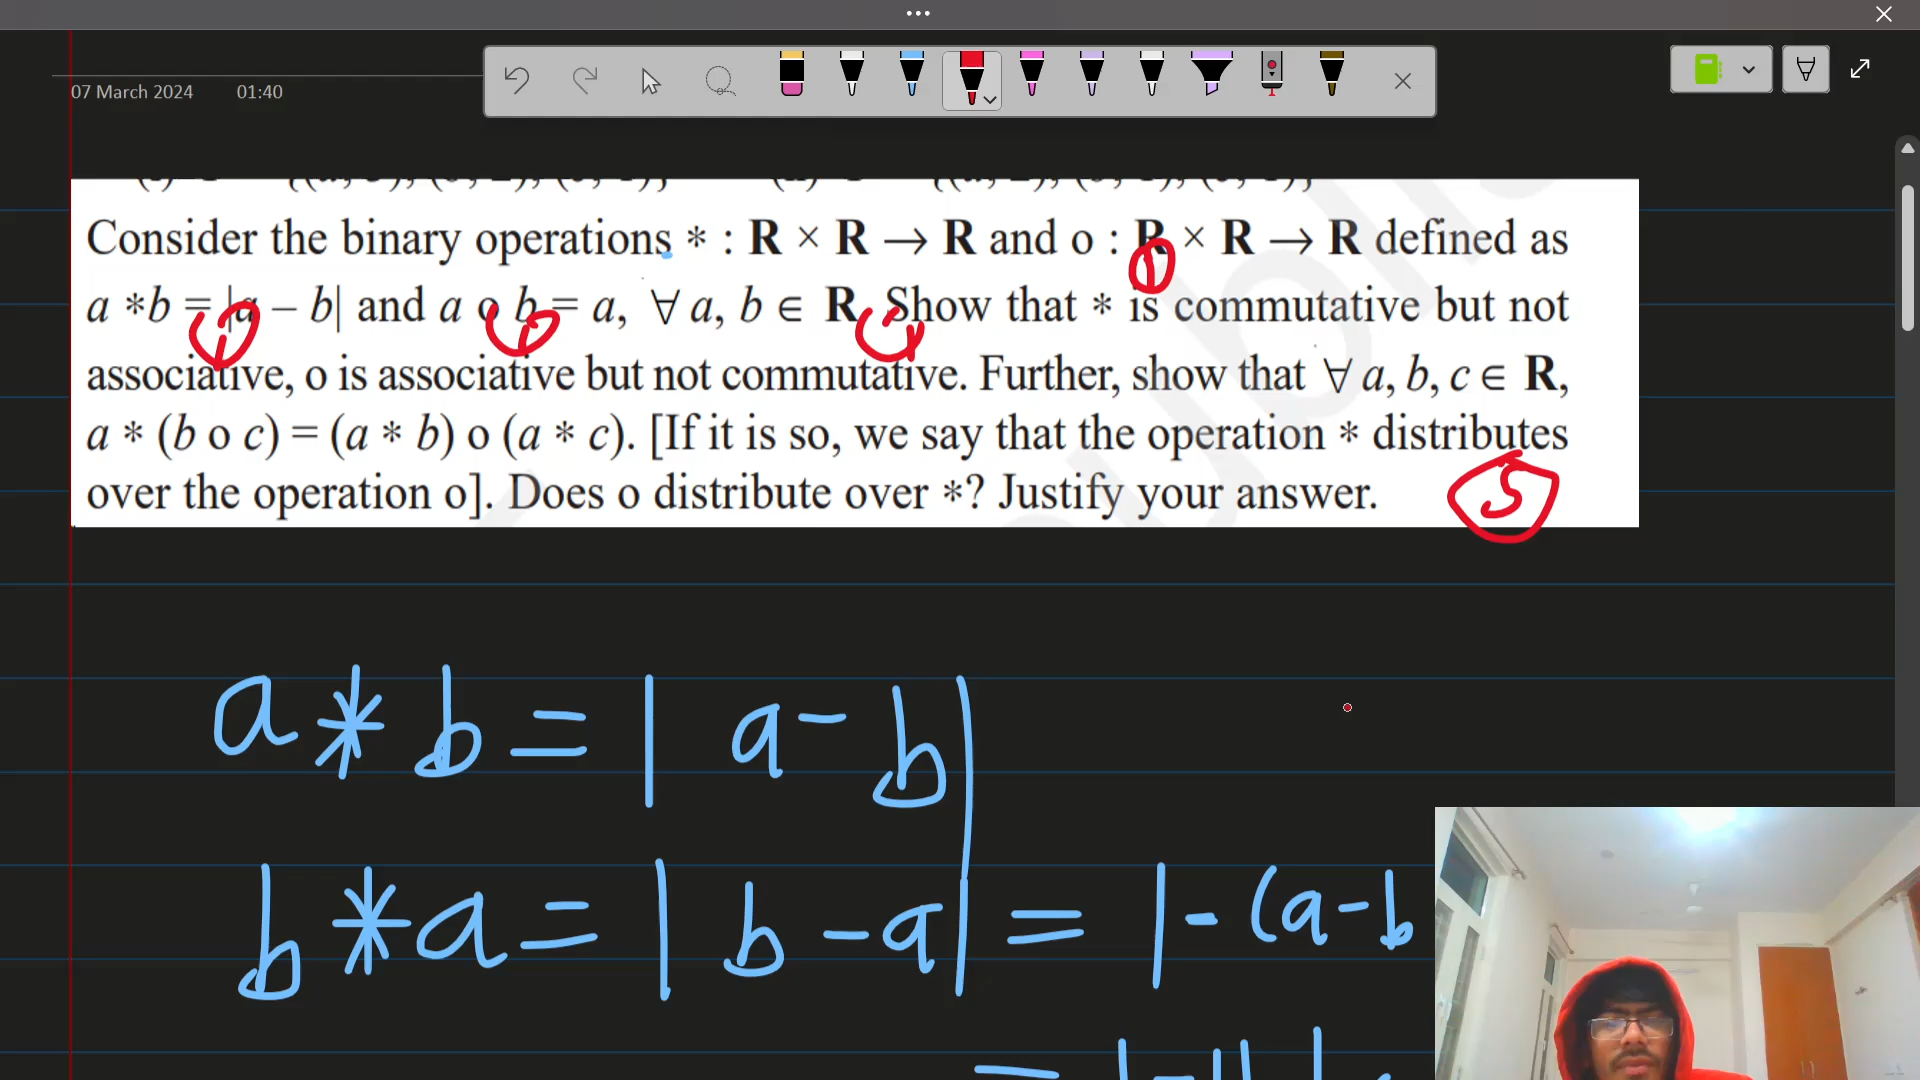 07 March 2024 01:40
Consider the binary operations * : R × R → R and o : R × R → R defined as
a *b = |a – b| and a o b = a, ∀ a, b ∈ R. Show that * is commutative but not
associative, o is associative but not commutative. Further, show that ∀ a, b, c ∈ R,
a * (b o c) = (a * b) o (a * c). [If it is so, we say that the operation * distributes
over the operation o]. Does o distribute over *? Justify your answer.
5
a * b = | a - b |
b * a = | b - a | = | - (a - b